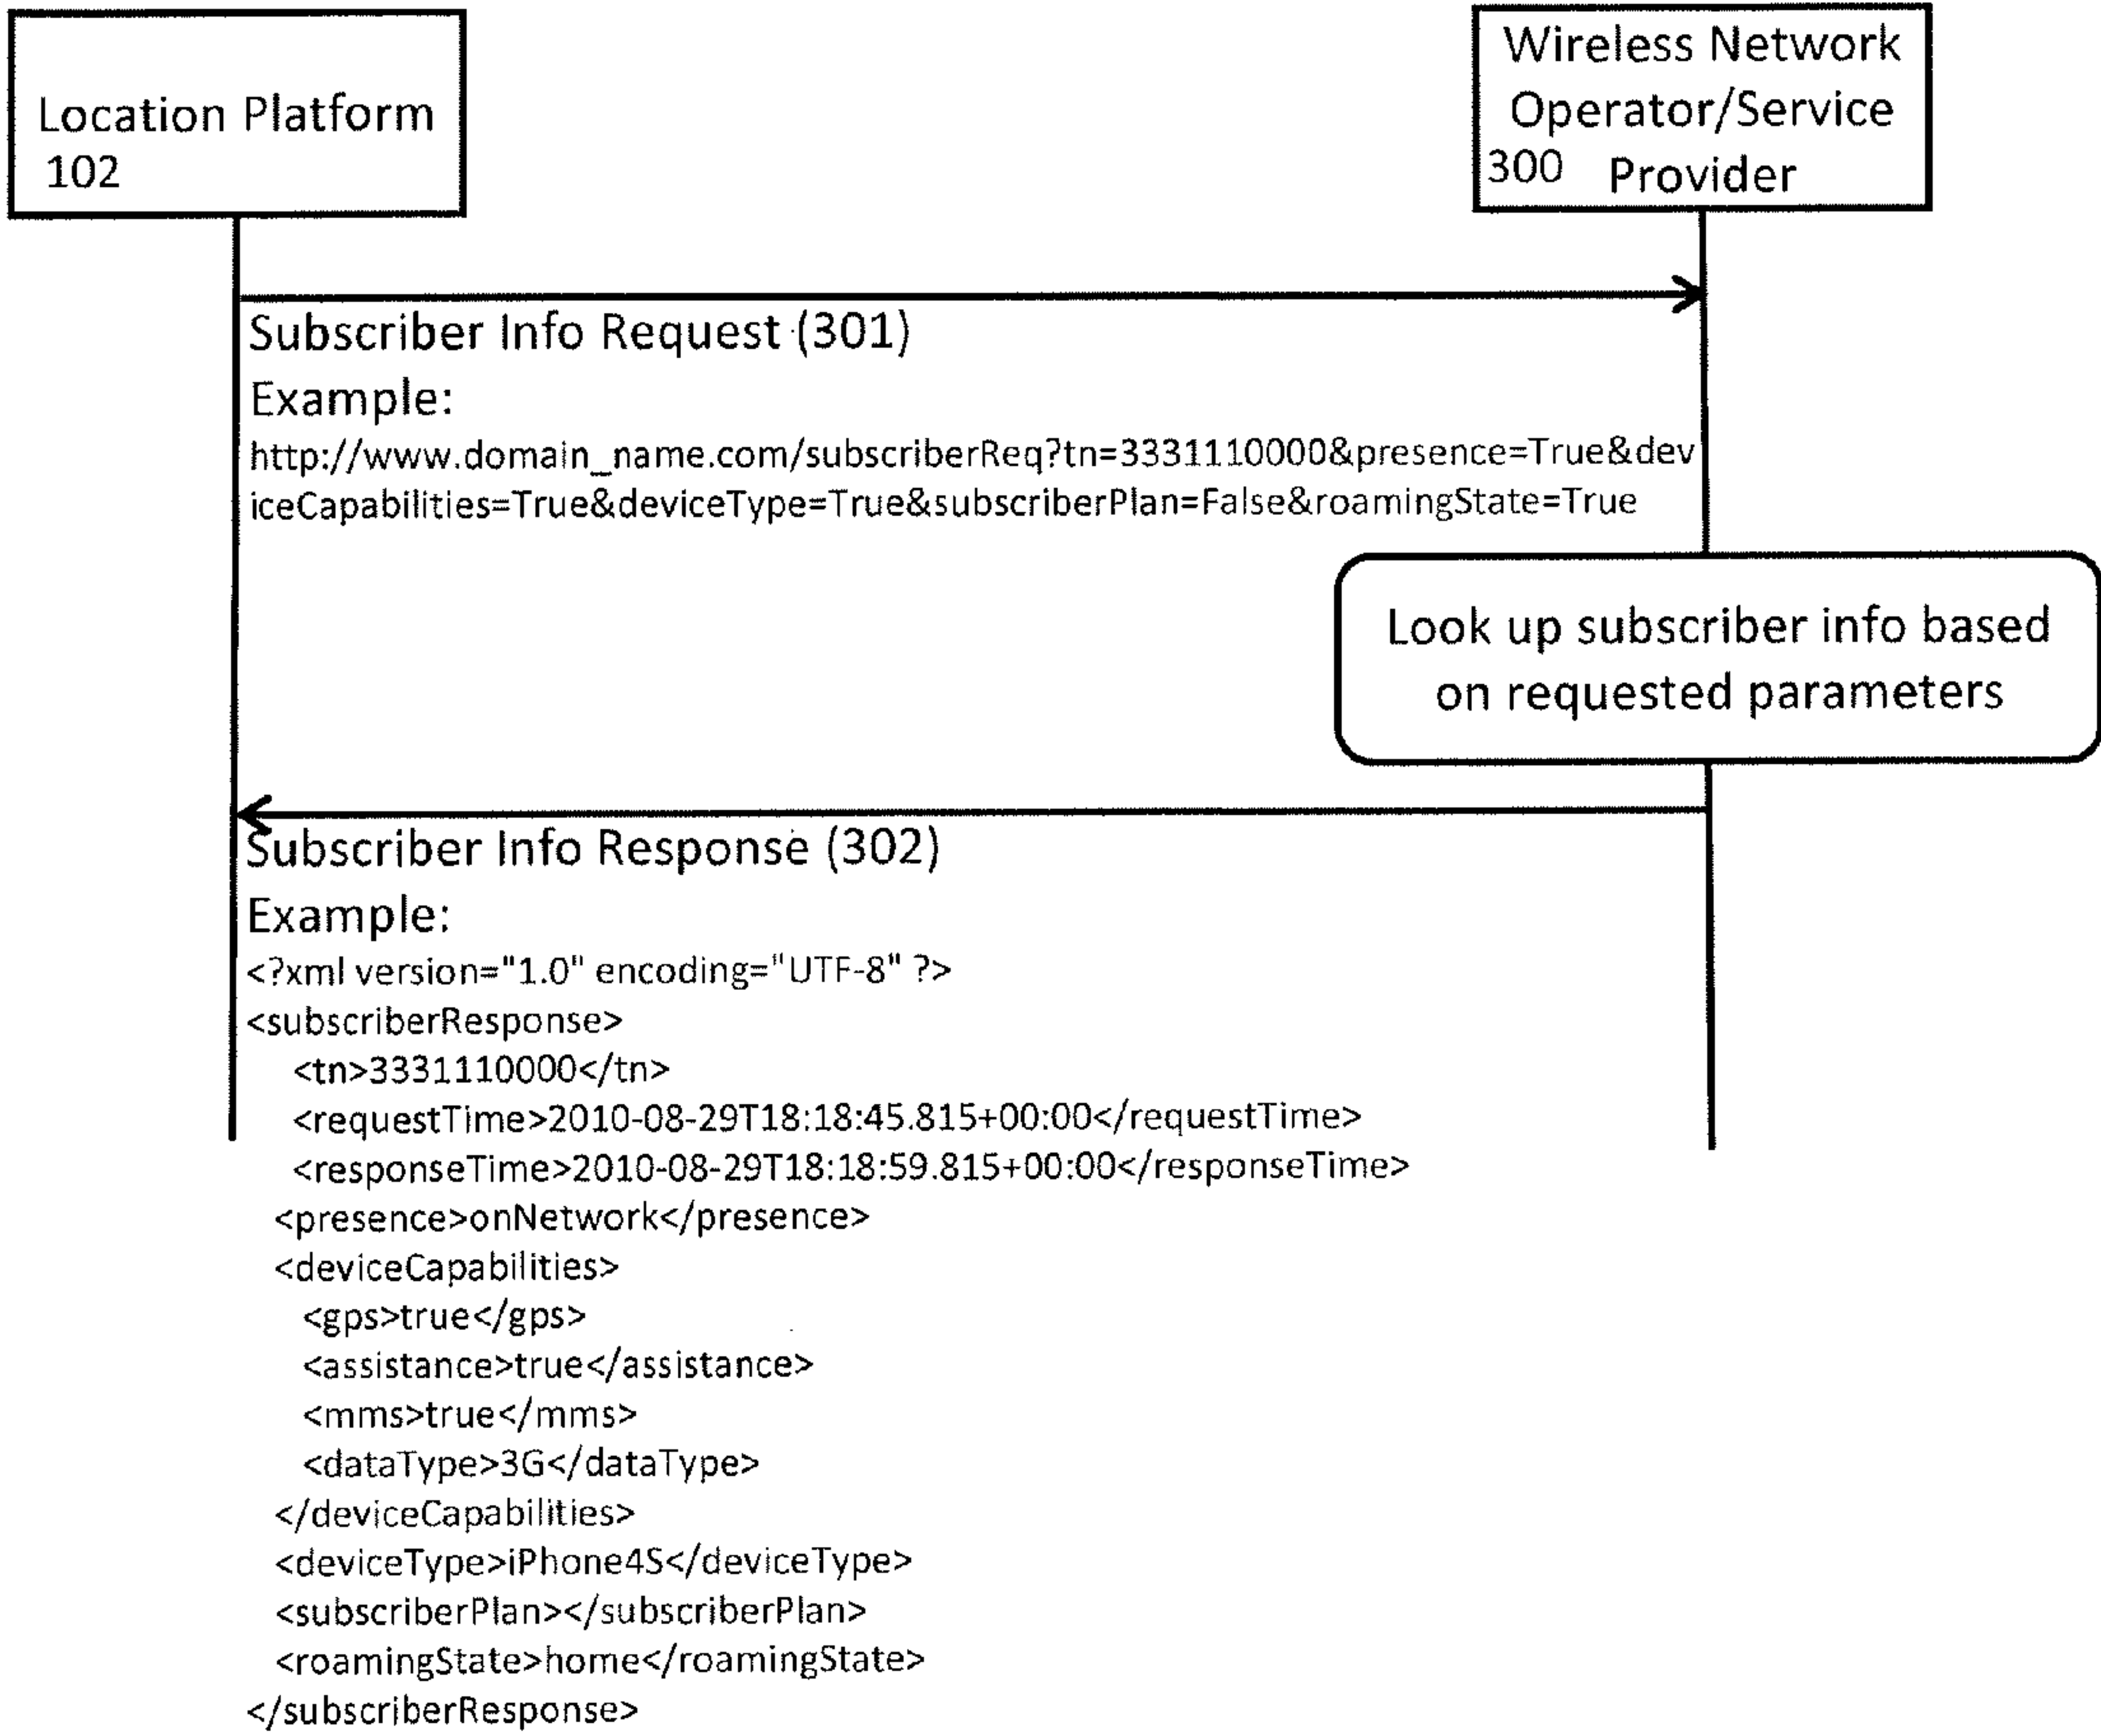 Location Platform
102
Wireless Network
Operator/Service
300 Provider
Subscriber Info Request (301)
Example:
http://www.domain_name.com/subscriberReq?tn=3331110000&presence=True&dev
iceCapabilities=True&deviceType=True&subscriberPlan=False&roamingState=True
Look up subscriber info based
on requested parameters
Subscriber Info Response (302)
Example:
<?xml version="1.0" encoding="UTF-8" ?>
<subscriberResponse>
<tn>3331110000</tn>
<requestTime>2010-08-29T18:18:45.815+00:00</requestTime>
<responseTime>2010-08-29T18:18:59.815+00:00</responseTime>
<presence>onNetwork</presence>
<deviceCapabilities>
<gps>true</gps>
<assistance>true</assistance>
<mms>true</mms>
<dataType>3G</dataType>
</deviceCapabilities>
<deviceType>iPhone4S</deviceType>
<subscriberPlan></subscriberPlan>
<roamingState>home</roamingState>
</subscriberResponse>